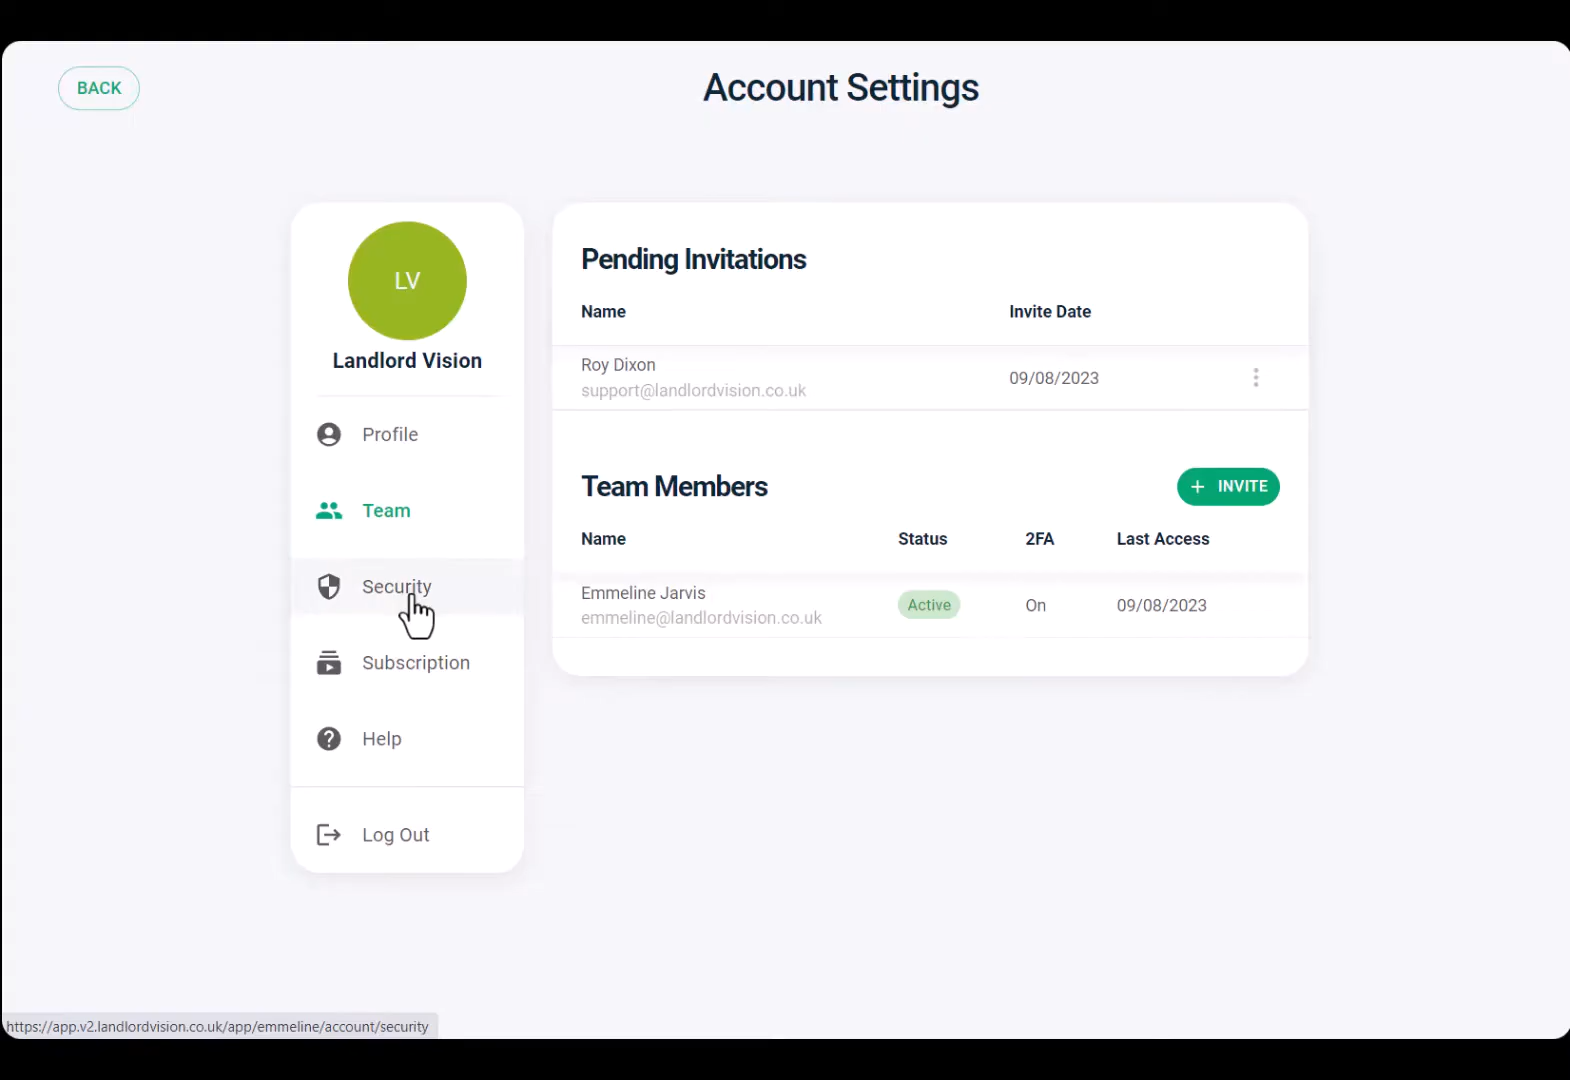 BACK
Account Settings
LV
Landlord Vision
Profile
Team
Security
Subscription
Help
Log Out
Pending Invitations
Name Invite Date
Roy Dixon
support@landlordvision.co.uk
09/08/2023
Team Members
+ INVITE
Name Status 2FA Last Access
Emmeline Jarvis
emmeline@landlordvision.co.uk
Active On 09/08/2023
https://app.v2.landlordvision.co.uk/app/emmeline/account/security